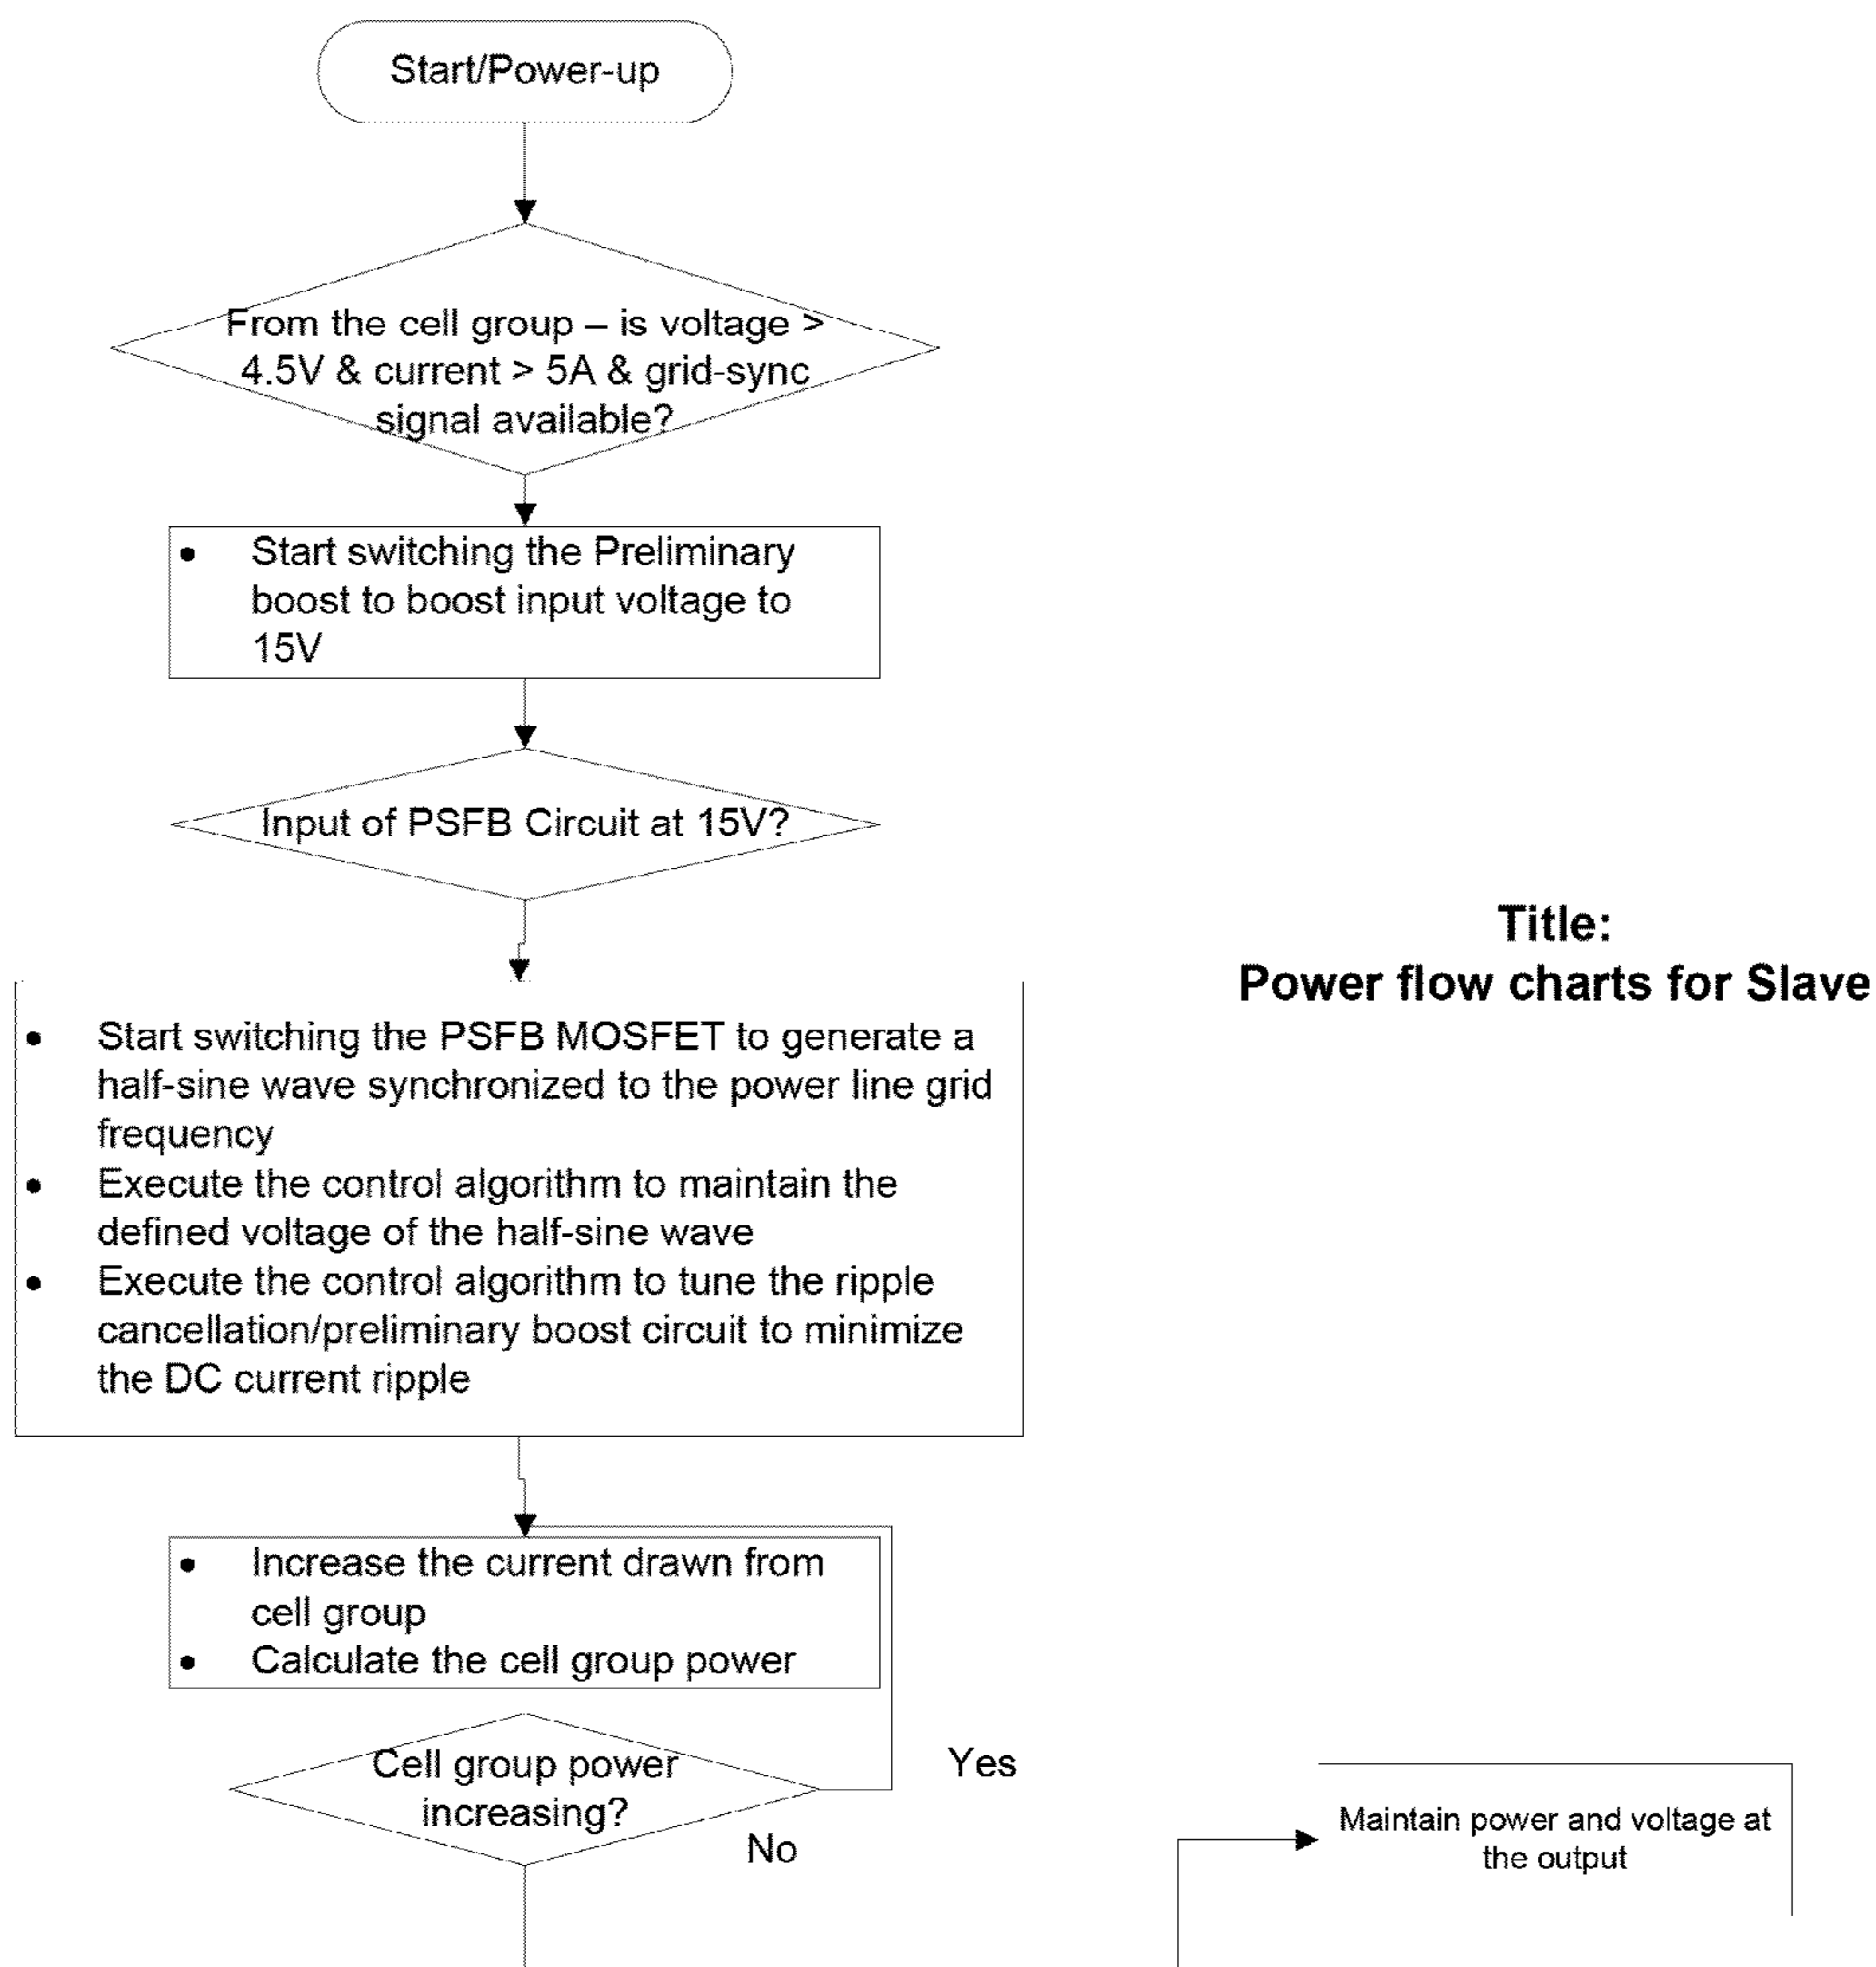 Start/Power-up
From the cell group – is voltage >
4.5V & current > 5A & grid-sync
signal available?
• Start switching the Preliminary
boost to boost input voltage to
15V
Input of PSFB Circuit at 15V?
Title:
Power flow charts for Slave
• Start switching the PSFB MOSFET to generate a
half-sine wave synchronized to the power line grid
frequency
• Execute the control algorithm to maintain the
defined voltage of the half-sine wave
• Execute the control algorithm to tune the ripple
cancellation/preliminary boost circuit to minimize
the DC current ripple
• Increase the current drawn from
cell group
• Calculate the cell group power
Cell group power
increasing?
Yes
No
Maintain power and voltage at
the output